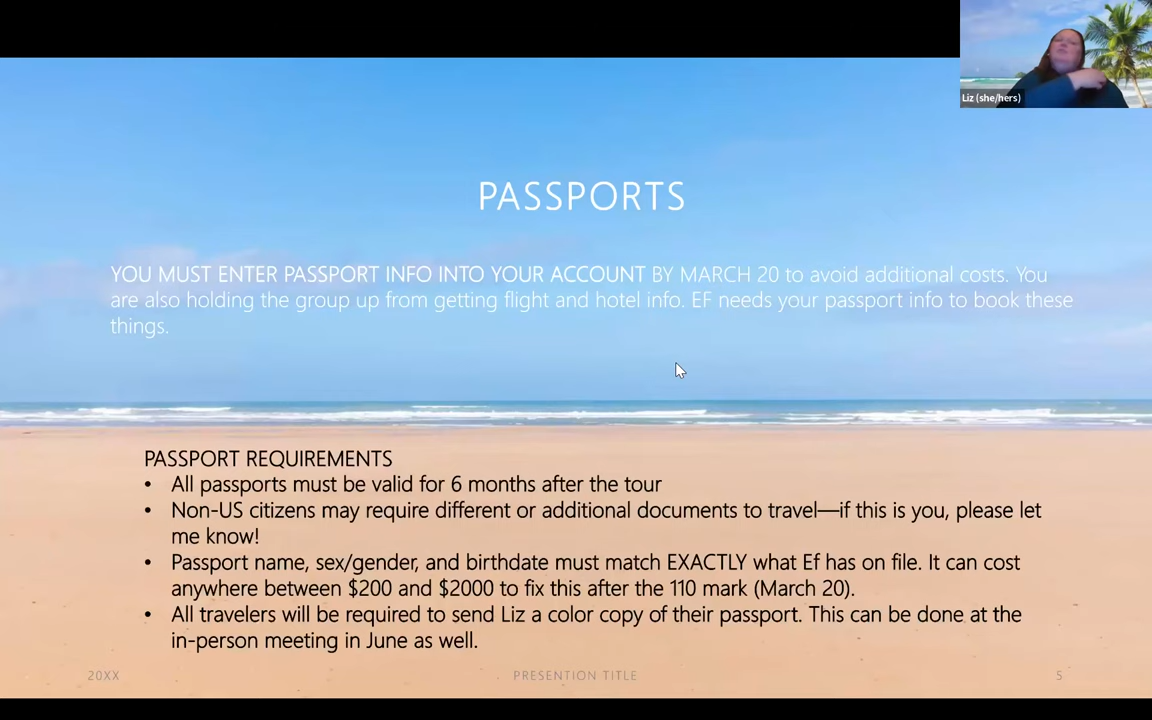 Liz (she/hers)
PASSPORTS
YOU MUST ENTER PASSPORT INFO INTO YOUR ACCOUNT BY MARCH 20 to avoid additional costs. You
are also holding the group up from getting flight and hotel info. EF needs your passport info to book these
things.
PASSPORT REQUIREMENTS
• All passports must be valid for 6 months after the tour
• Non-US citizens may require different or additional documents to travel—if this is you, please let
me know!
• Passport name, sex/gender, and birthdate must match EXACTLY what Ef has on file. It can cost
anywhere between $200 and $2000 to fix this after the 110 mark (March 20).
• All travelers will be required to send Liz a color copy of their passport. This can be done at the
in-person meeting in June as well.
20XX PRESENTION TITLE 5